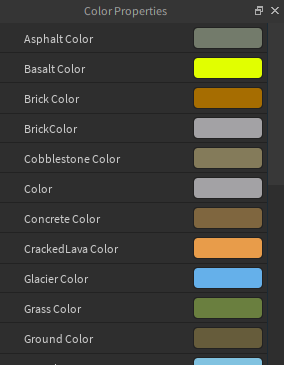 Color Properties
Asphalt Color
Basalt Color
Brick Color
BrickColor
Cobblestone Color
Color
Concrete Color
CrackedLava Color
Glacier Color
Grass Color
Ground Color